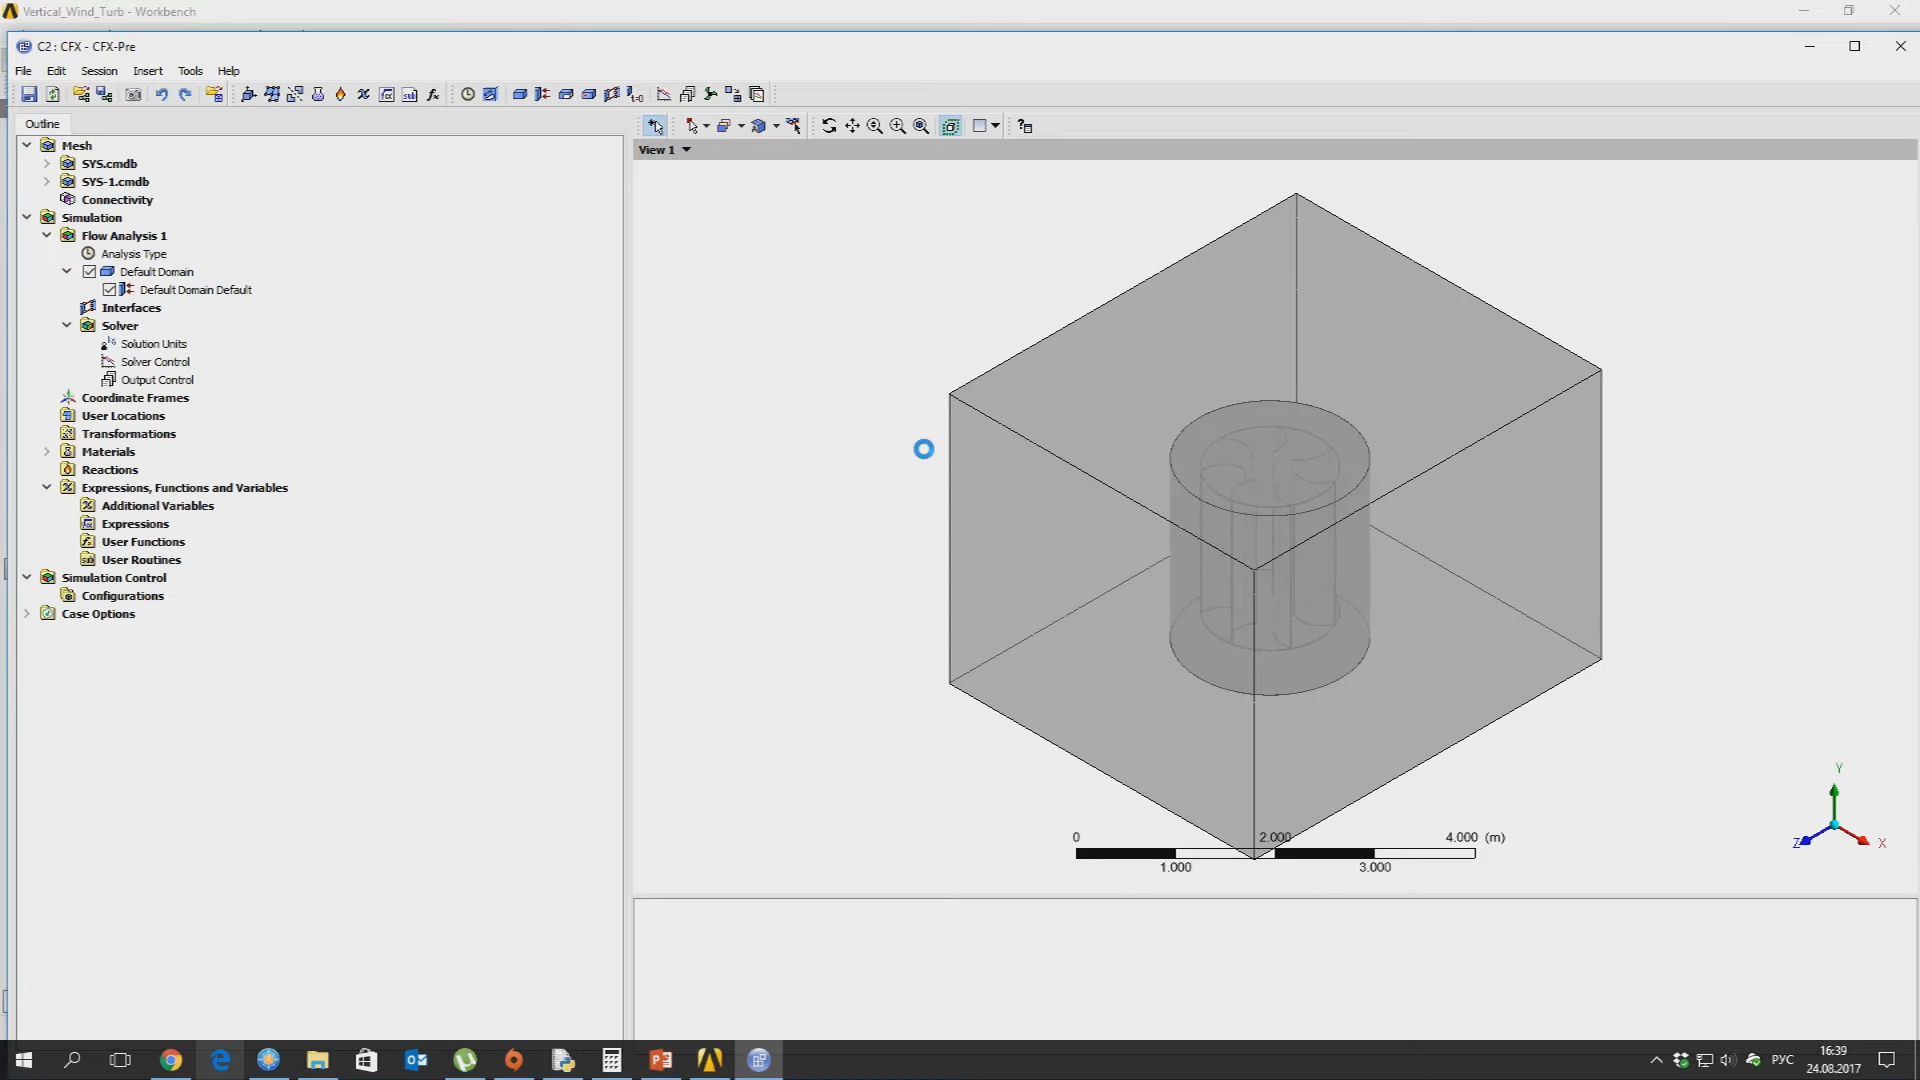 Vertical_Wind_Turb - Workbench
C2 : CFX - CFX-Pre
File Edit Session Insert Tools Help
Outline
View 1
Mesh
SYS.cmdb
SYS-1.cmdb
Connectivity
Simulation
Flow Analysis 1
Analysis Type
Default Domain
Default Domain Default
Interfaces
Solver
Solution Units
Solver Control
Output Control
Coordinate Frames
User Locations
Transformations
Materials
Reactions
Expressions, Functions and Variables
Additional Variables
Expressions
User Functions
User Routines
Simulation Control
Configurations
Case Options
Y
Z X
0 2.000 4.000 (m)
1.000 3.000
РУС
16:39
24.08.2017